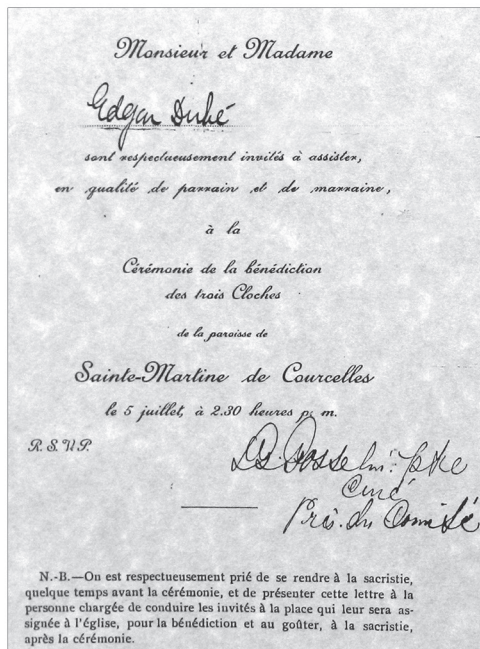 Monsieur et Madame
Edgar Dubé
sont respectueusement invités à assister,
en qualité de parrain et de marraine,
à la
Cérémonie de la bénédiction
des trois Cloches
de la paroisse de
Sainte-Martine de Courcelles
le 5 juillet, à 2.30 heures p. m.
R. S. V. P.
ptre
Curé
Prés. du Comité
N.-B.—On est respectueusement prié de se rendre à la sacristie,
quelque temps avant la cérémonie, et de présenter cette lettre à la
personne chargée de conduire les invités à la place qui leur sera as-
signée à l'église, pour la bénédiction et au goûter, à la sacristie,
après la cérémonie.